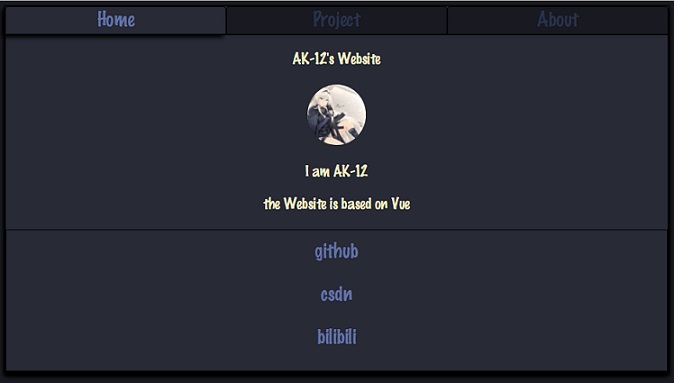 Home
Project
About
AK-12's Website
I am AK-12
the Website is based on Vue
github
csdn
bilibili